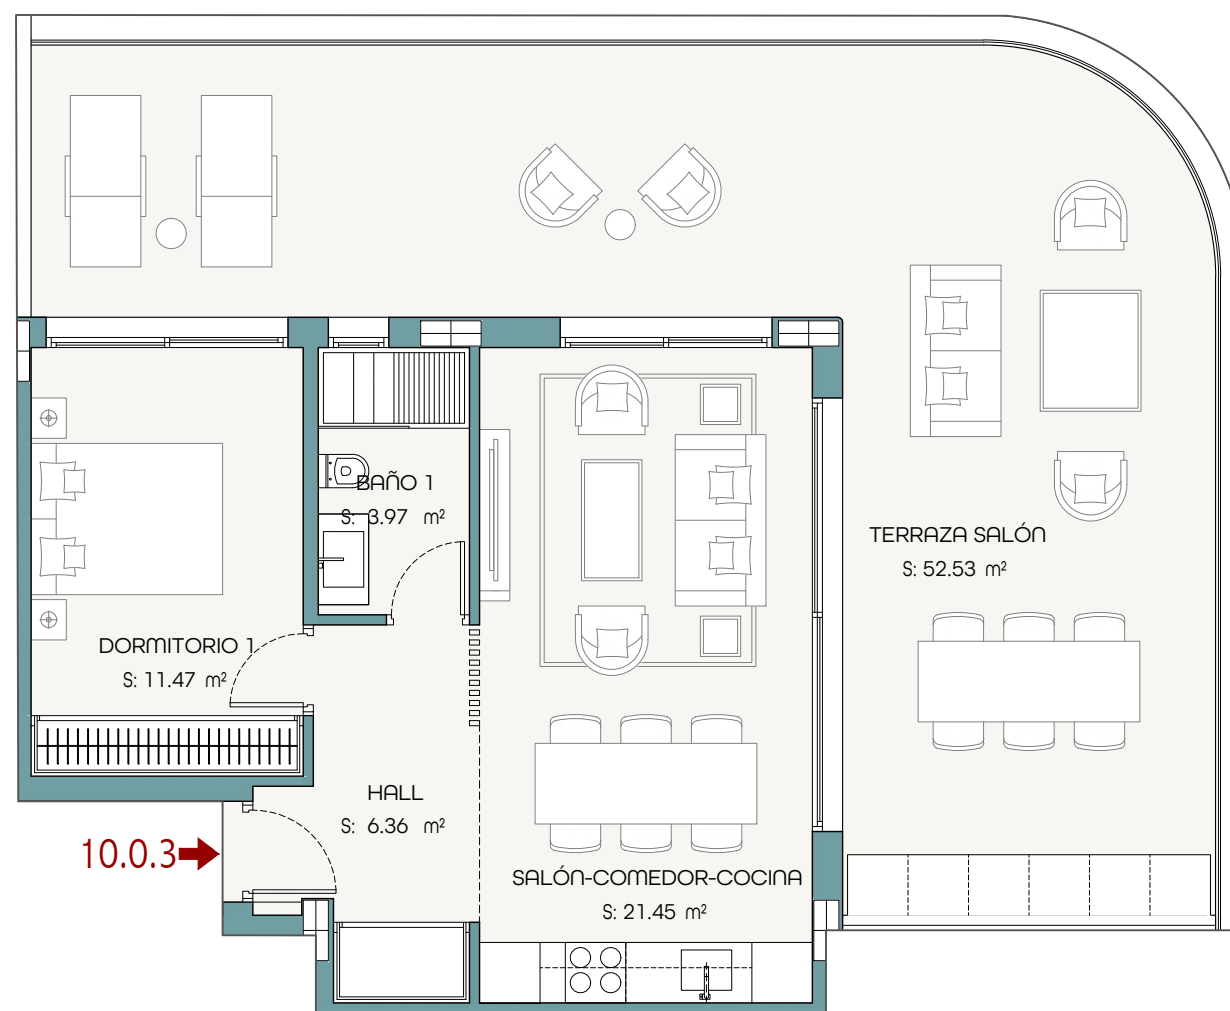 BAÑO 1
S: 3.97 m²
TERRAZA SALÓN
S: 52.53 m²
DORMITORIO 1
S: 11.47 m²
HALL
S: 6.36 m²
10.0.3
SALÓN-COMEDOR-COCINA
S: 21.45 m²